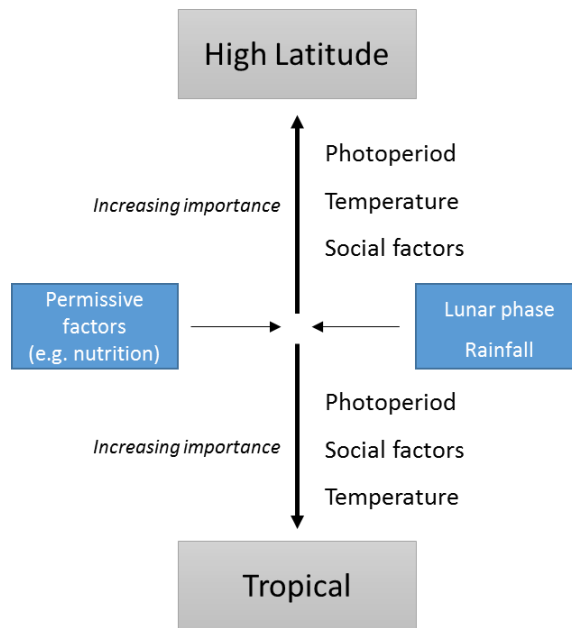 High Latitude
Photoperiod
Increasing importance
Temperature
Social factors
Permissive
factors
(e.g. nutrition)
Lunar phase
Rainfall
Photoperiod
Increasing importance
Social factors
Temperature
Tropical